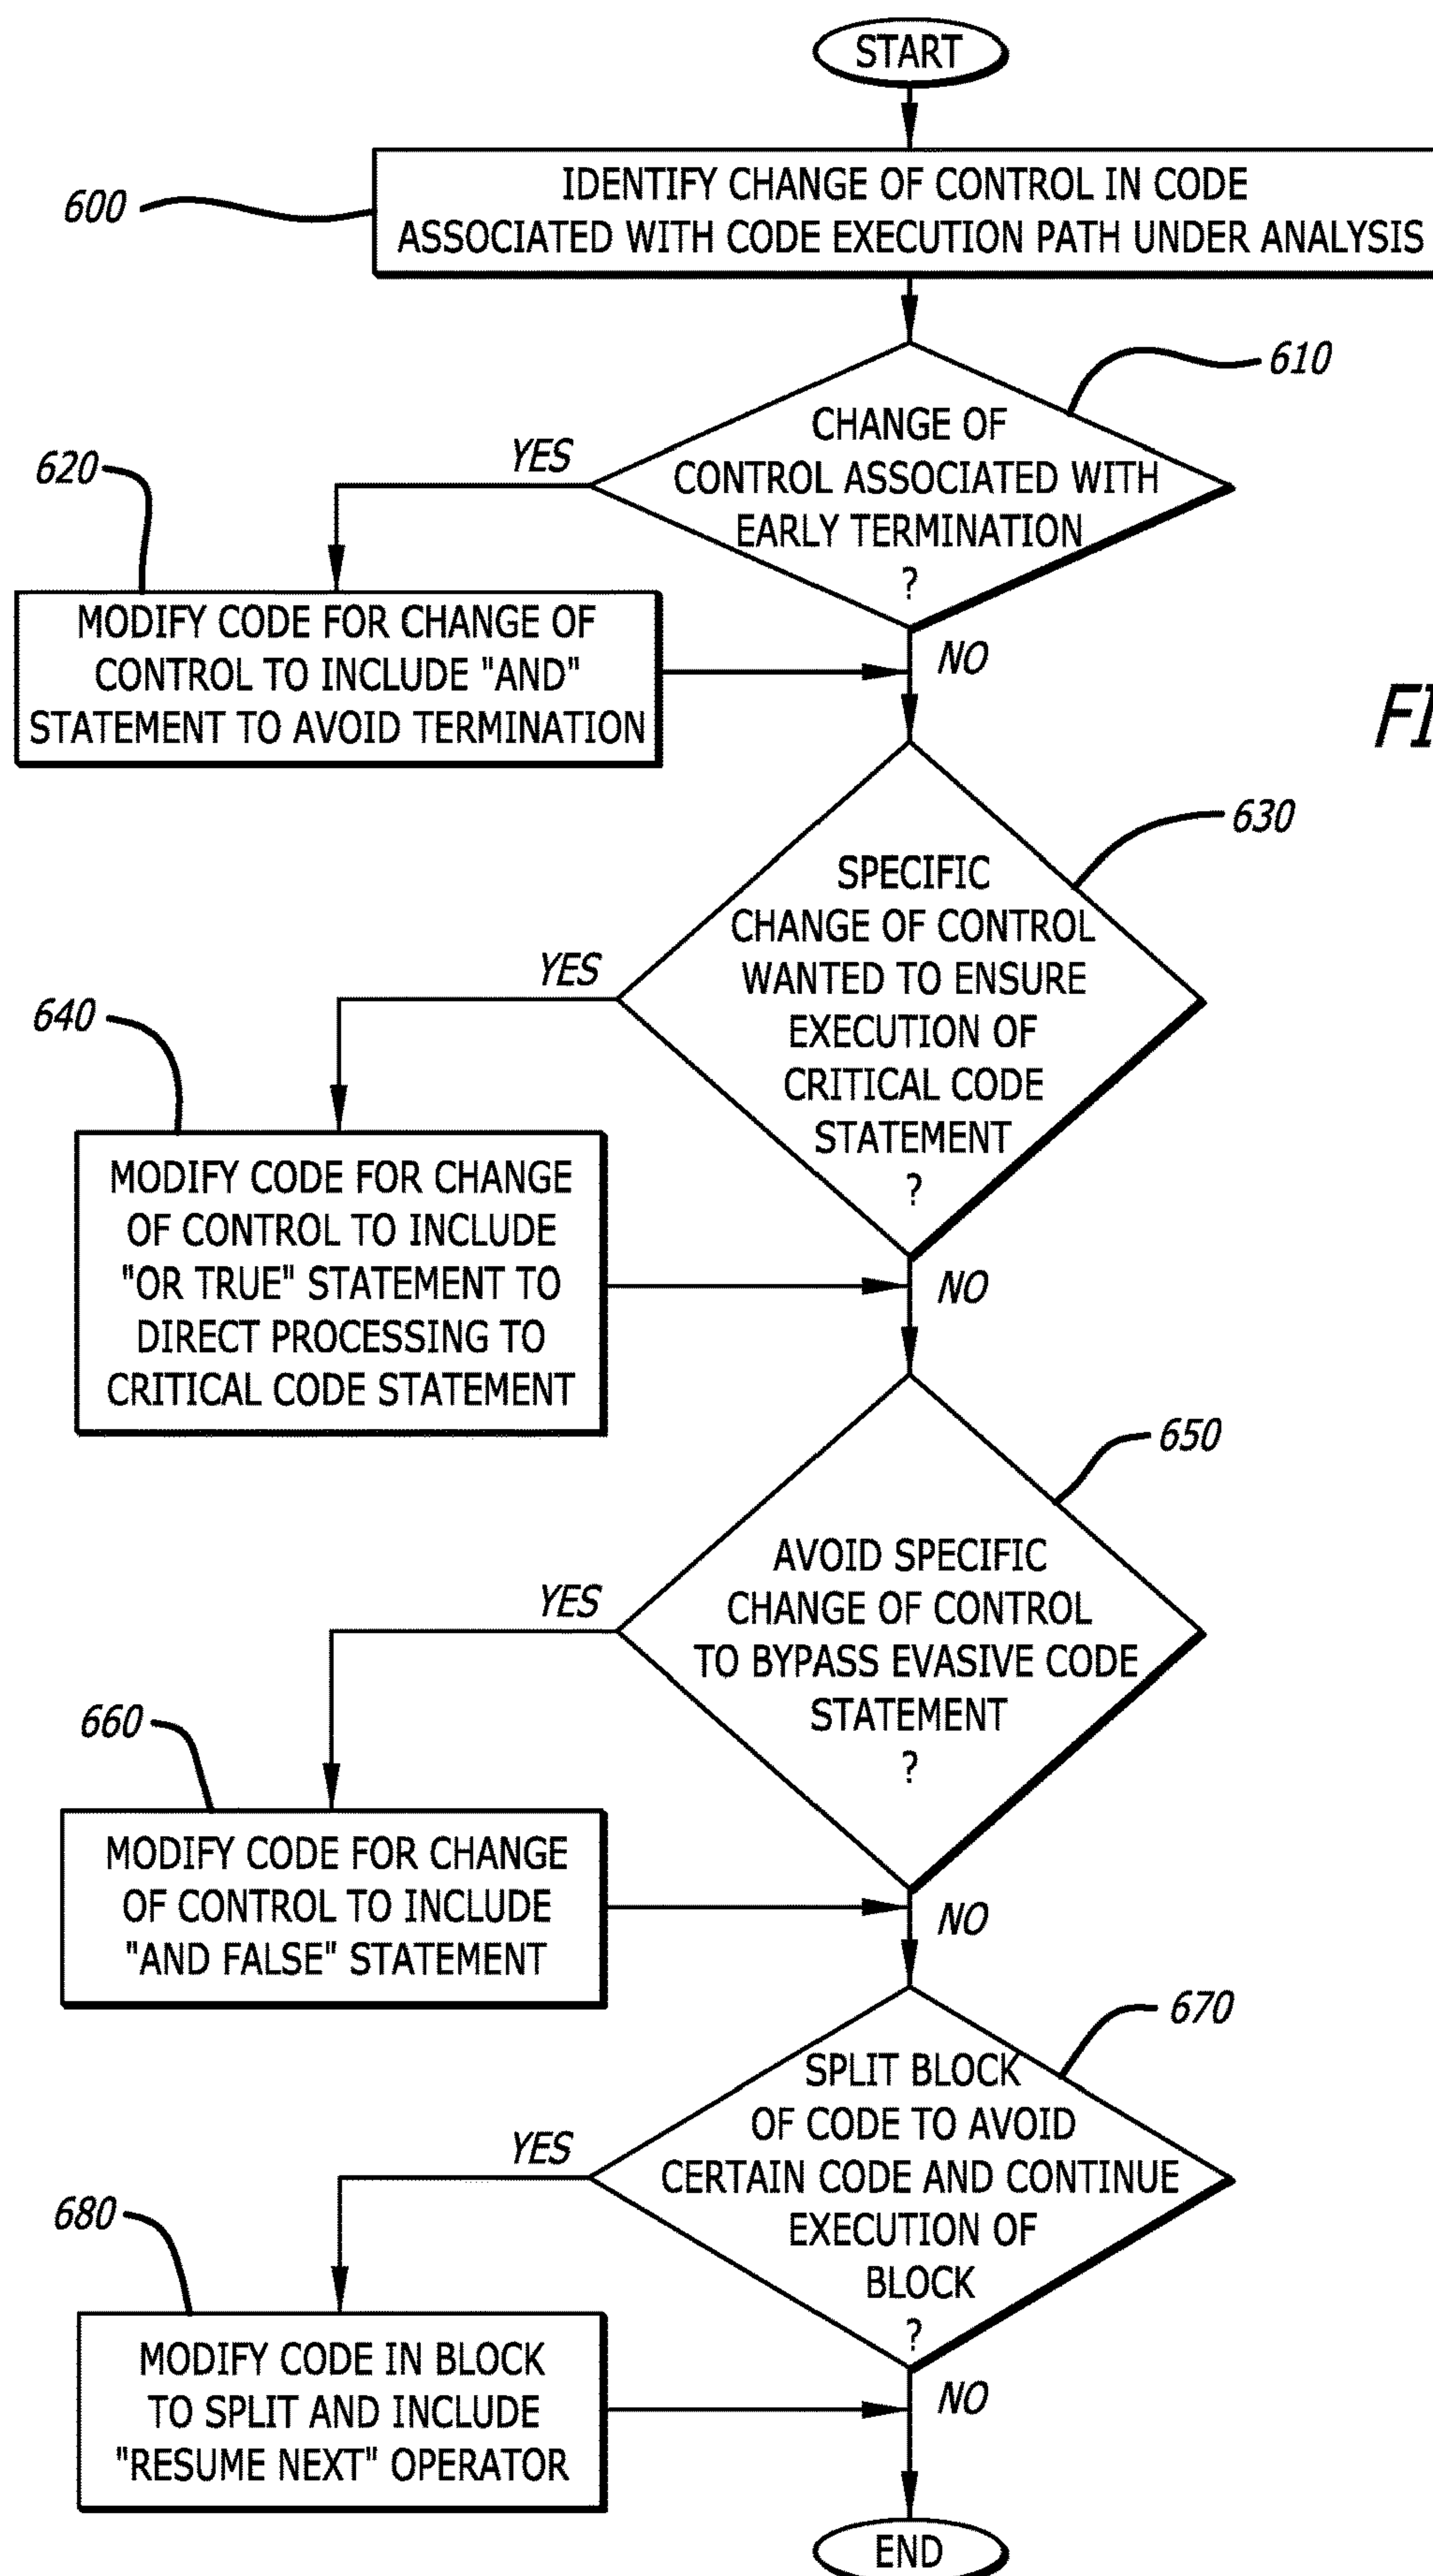 START
600
IDENTIFY CHANGE OF CONTROL IN CODE
ASSOCIATED WITH CODE EXECUTION PATH UNDER ANALYSIS
610
CHANGE OF
CONTROL ASSOCIATED WITH
EARLY TERMINATION
?
YES
620
MODIFY CODE FOR CHANGE OF
CONTROL TO INCLUDE "AND"
STATEMENT TO AVOID TERMINATION
NO
FI
630
SPECIFIC
CHANGE OF CONTROL
WANTED TO ENSURE
EXECUTION OF
CRITICAL CODE
STATEMENT
?
YES
640
MODIFY CODE FOR CHANGE
OF CONTROL TO INCLUDE
"OR TRUE" STATEMENT TO
DIRECT PROCESSING TO
CRITICAL CODE STATEMENT
NO
650
AVOID SPECIFIC
CHANGE OF CONTROL
TO BYPASS EVASIVE CODE
STATEMENT
?
YES
660
MODIFY CODE FOR CHANGE
OF CONTROL TO INCLUDE
"AND FALSE" STATEMENT
NO
670
SPLIT BLOCK
OF CODE TO AVOID
CERTAIN CODE AND CONTINUE
EXECUTION OF
BLOCK
?
YES
680
MODIFY CODE IN BLOCK
TO SPLIT AND INCLUDE
"RESUME NEXT" OPERATOR
NO
END